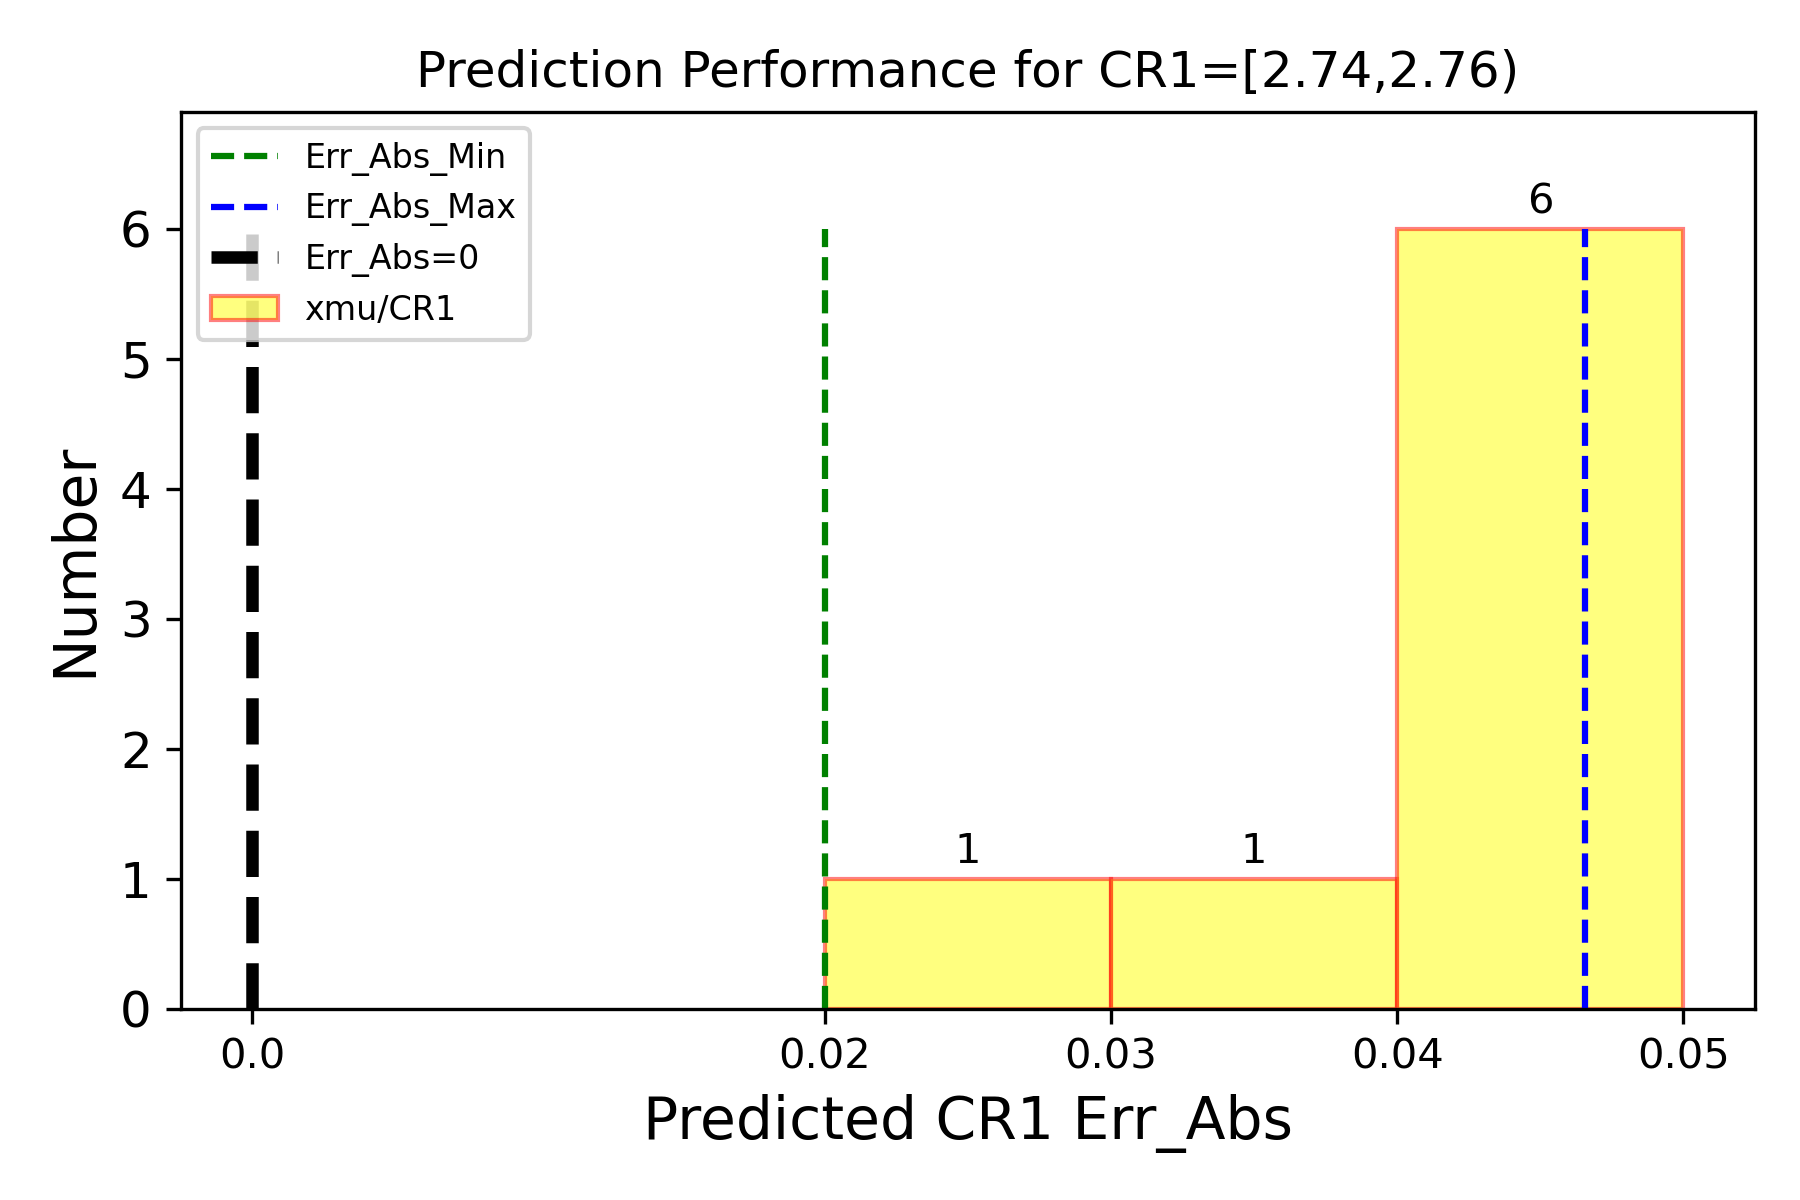 Prediction Performance for CR1=[2.74,2.76)
Err_Abs_Min
Err_Abs_Max
Err_Abs=0
xmu/CR1
6
1
1
Number
6
5
4
3
2
1
0
0.0
0.02
0.03
0.04
0.05
Predicted CR1 Err_Abs